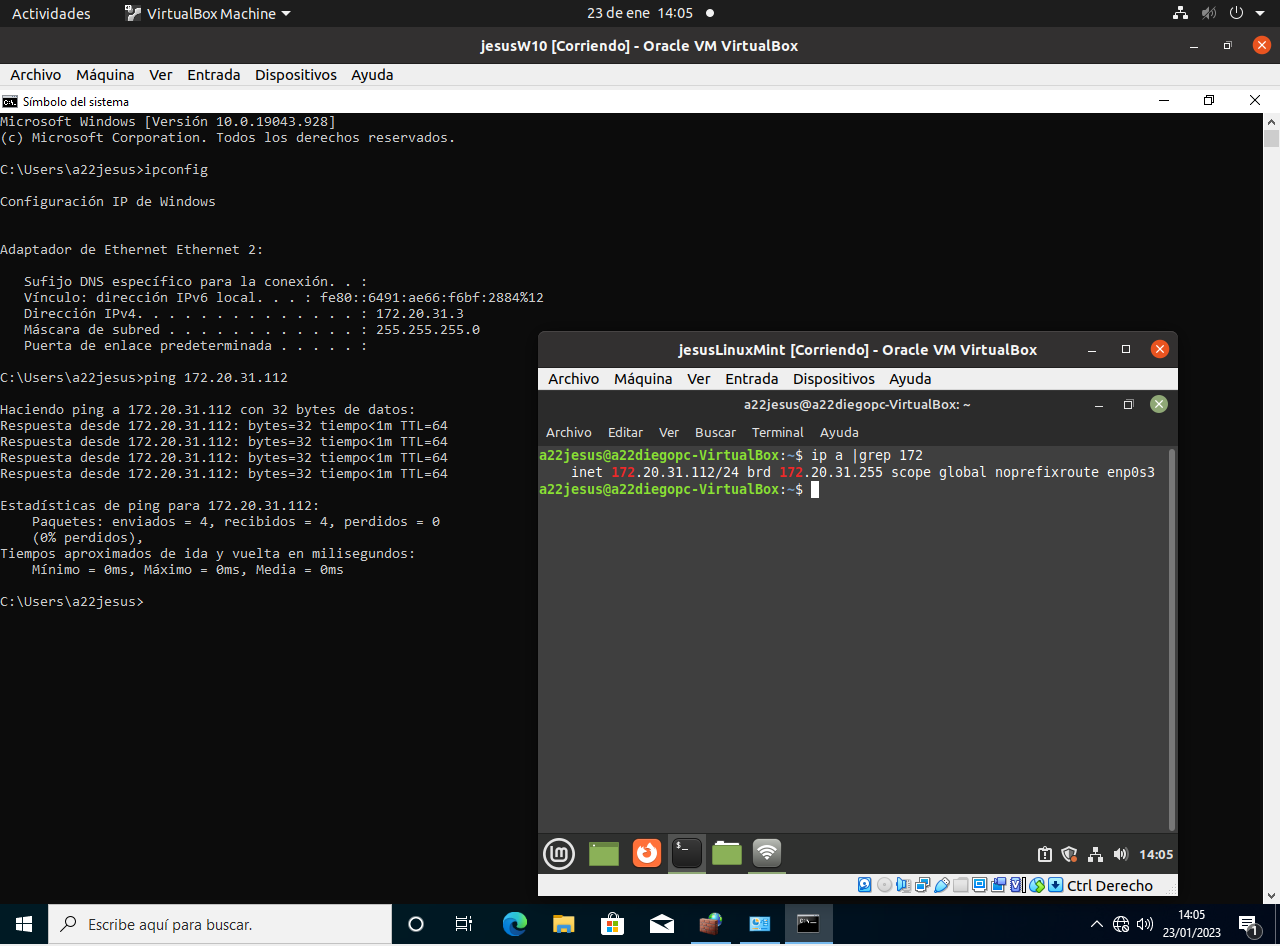 Actividades
VirtualBox Machine
23 de ene 14:05
jesusW10 [Corriendo] - Oracle VM VirtualBox
Archivo Máquina Ver Entrada Dispositivos Ayuda
Símbolo del sistema
Microsoft Windows [Versión 10.0.19043.928]
(c) Microsoft Corporation. Todos los derechos reservados.
C:\Users\a22jesus>ipconfig
Configuración IP de Windows
Adaptador de Ethernet Ethernet 2:
Sufijo DNS específico para la conexión. . :
Vínculo: dirección IPv6 local. . . : fe80::6491:ae66:f6bf:2884%12
Dirección IPv4. . . . . . . . . . . . . . : 172.20.31.3
Máscara de subred . . . . . . . . . . . . : 255.255.255.0
Puerta de enlace predeterminada . . . . . :
C:\Users\a22jesus>ping 172.20.31.112
Haciendo ping a 172.20.31.112 con 32 bytes de datos:
Respuesta desde 172.20.31.112: bytes=32 tiempo<1m TTL=64
Respuesta desde 172.20.31.112: bytes=32 tiempo<1m TTL=64
Respuesta desde 172.20.31.112: bytes=32 tiempo<1m TTL=64
Respuesta desde 172.20.31.112: bytes=32 tiempo<1m TTL=64
Estadísticas de ping para 172.20.31.112:
Paquetes: enviados = 4, recibidos = 4, perdidos = 0
(0% perdidos),
Tiempos aproximados de ida y vuelta en milisegundos:
Mínimo = 0ms, Máximo = 0ms, Media = 0ms
C:\Users\a22jesus>
jesusLinuxMint [Corriendo] - Oracle VM VirtualBox
Archivo Máquina Ver Entrada Dispositivos Ayuda
a22jesus@a22diegopc-VirtualBox: ~
Archivo Editar Ver Buscar Terminal Ayuda
a22jesus@a22diegopc-VirtualBox:~$ ip a |grep 172
inet 172.20.31.112/24 brd 172.20.31.255 scope global noprefixroute enp0s3
a22jesus@a22diegopc-VirtualBox:~$
14:05
Ctrl Derecho
Escribe aquí para buscar.
14:05
23/01/2023
1